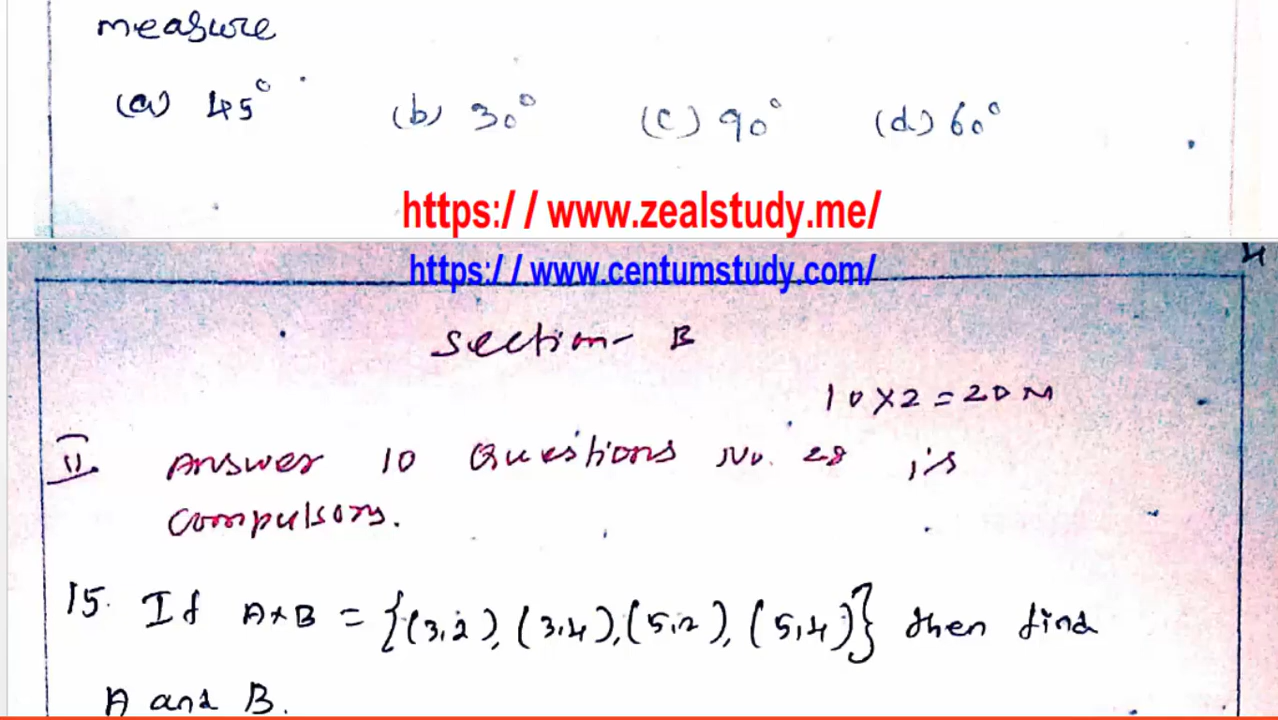 measure
(a) 45° (b) 30° (c) 90° (d) 60°
https:/ / www.zealstudy.me/
https:/ / www.centumstudy.com/
4
Section - B
10 x 2 = 20 M
II. Answer 10 Questions No. 28 is
compulsory.
15. If A×B = {(3,2), (3,4), (5,2), (5,4)} then find
A and B.